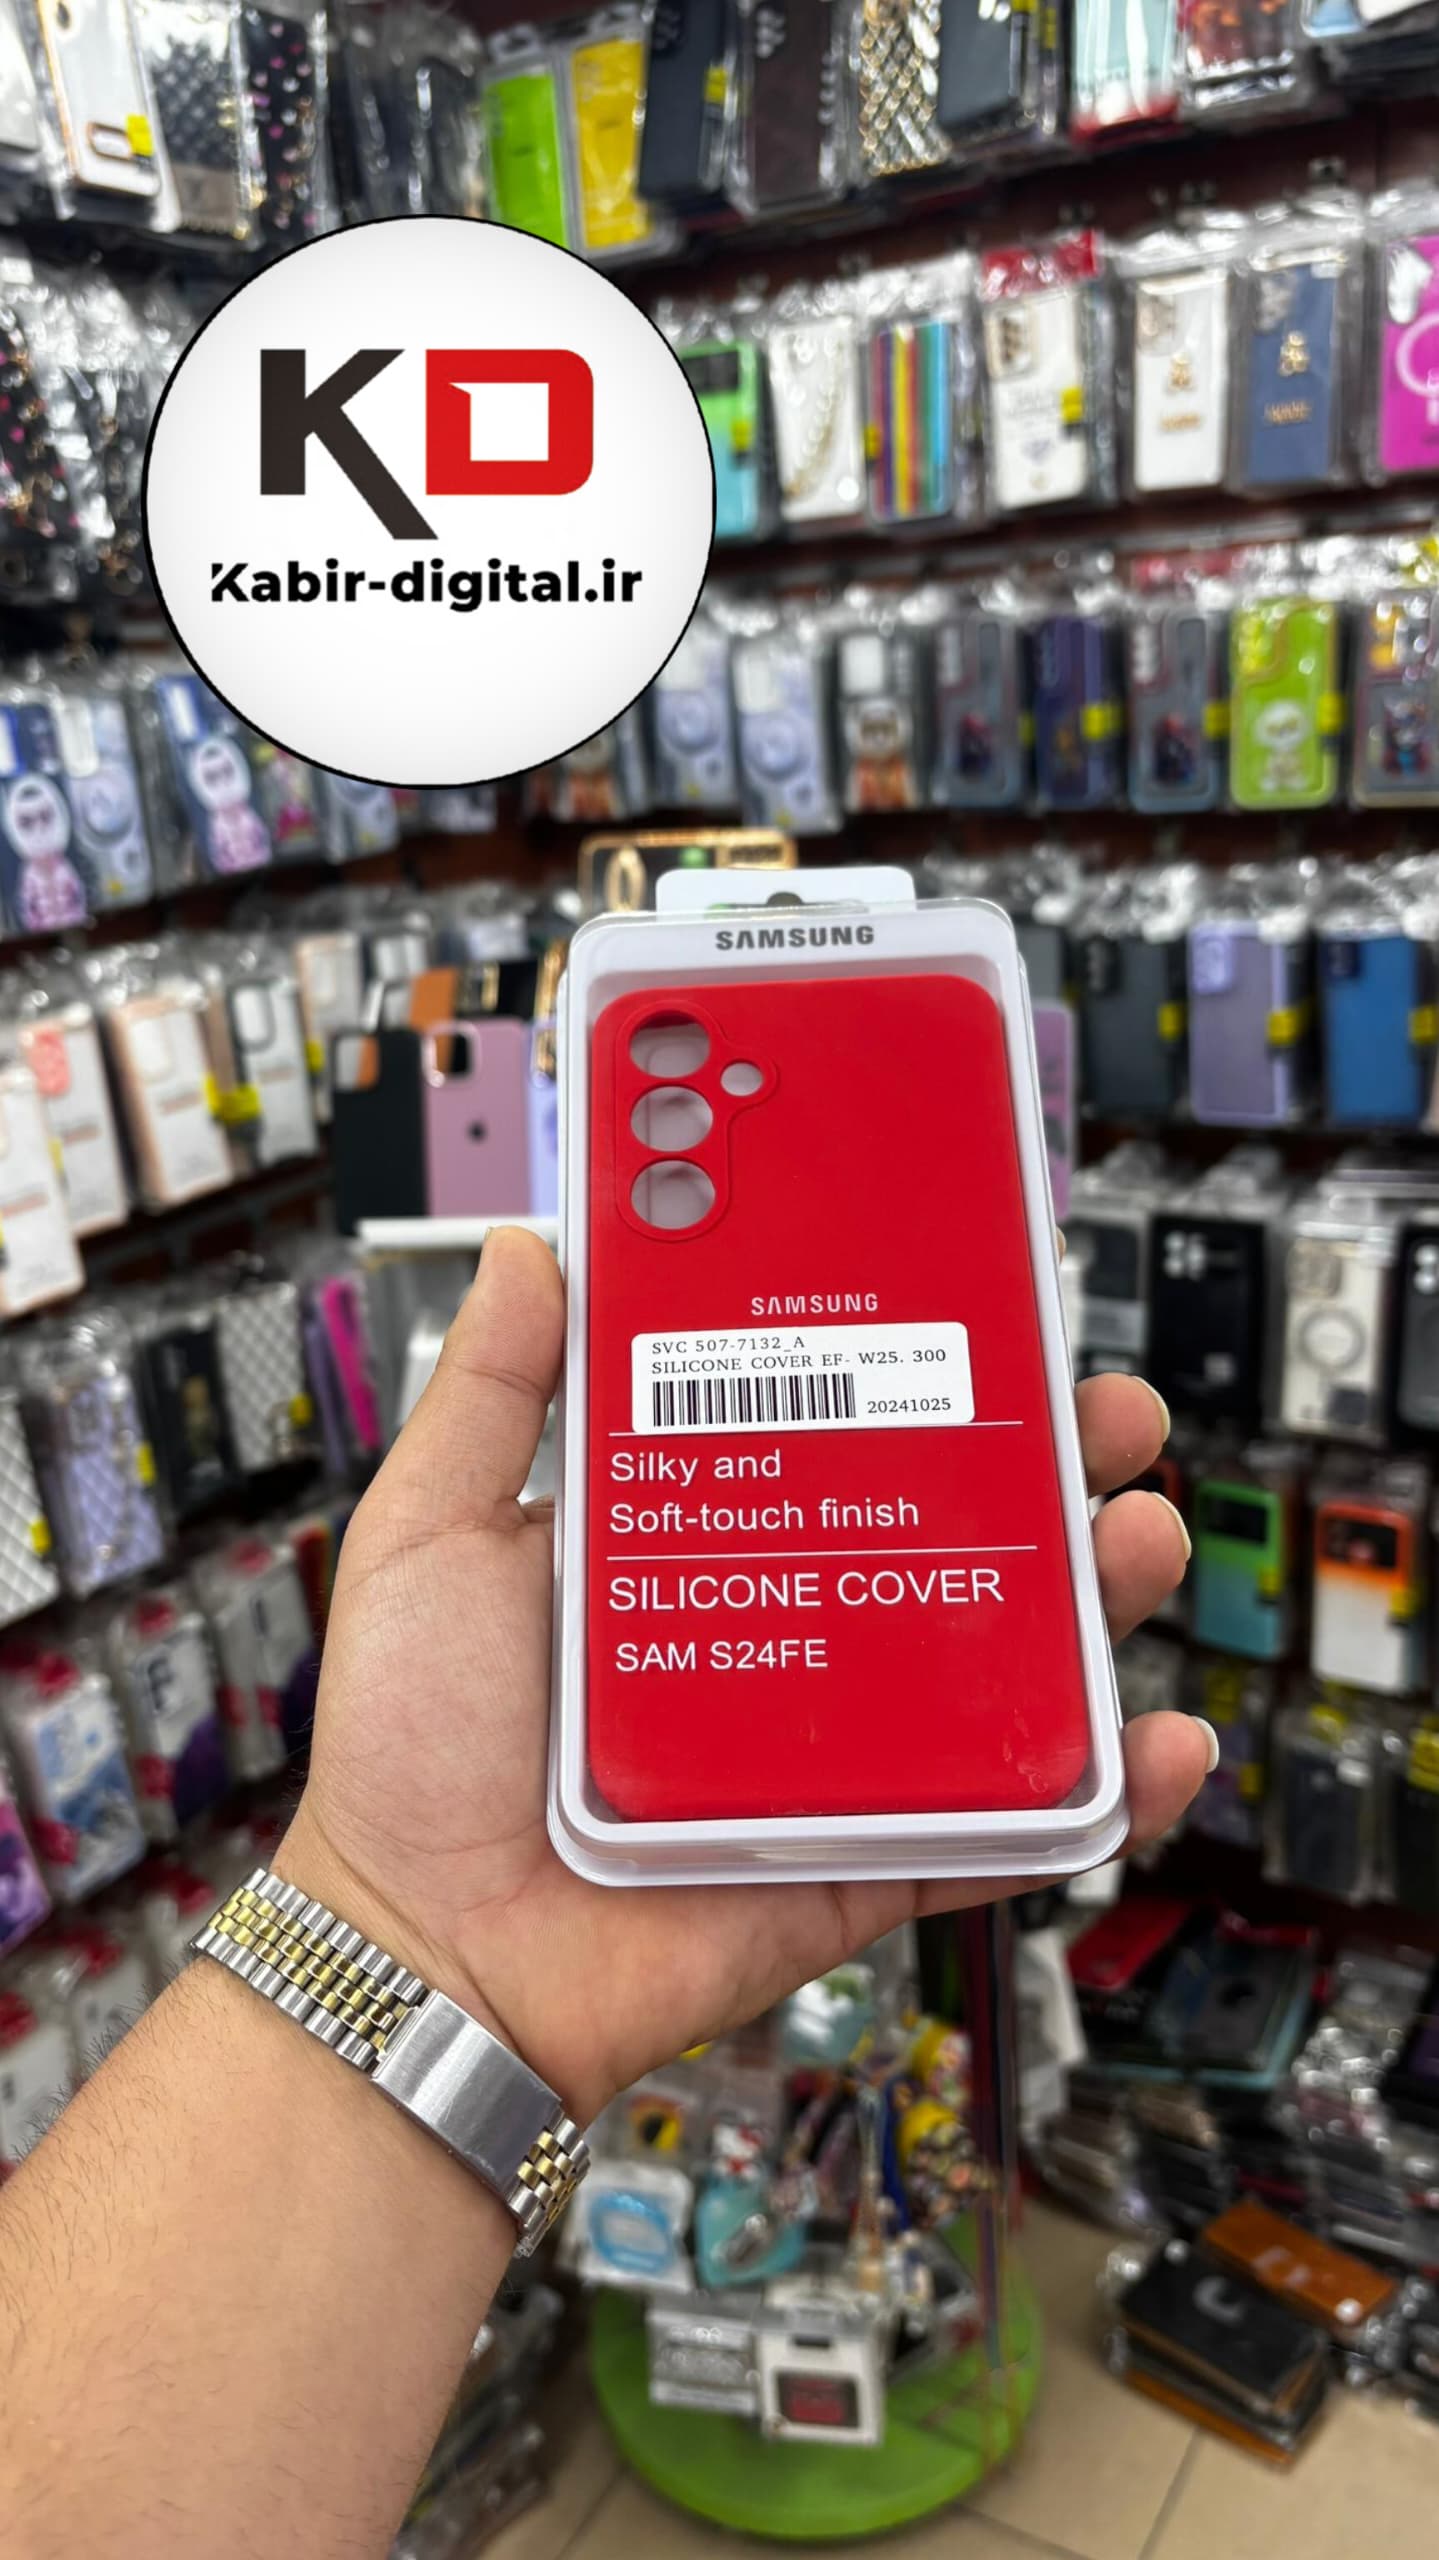 KD
Kabir-digital.ir
SAMSUNG
SAMSUNG
SVC 507-7132_A
SILICONE COVER EF- W25. 300
20241025
Silky and
Soft-touch finish
SILICONE COVER
SAM S24FE